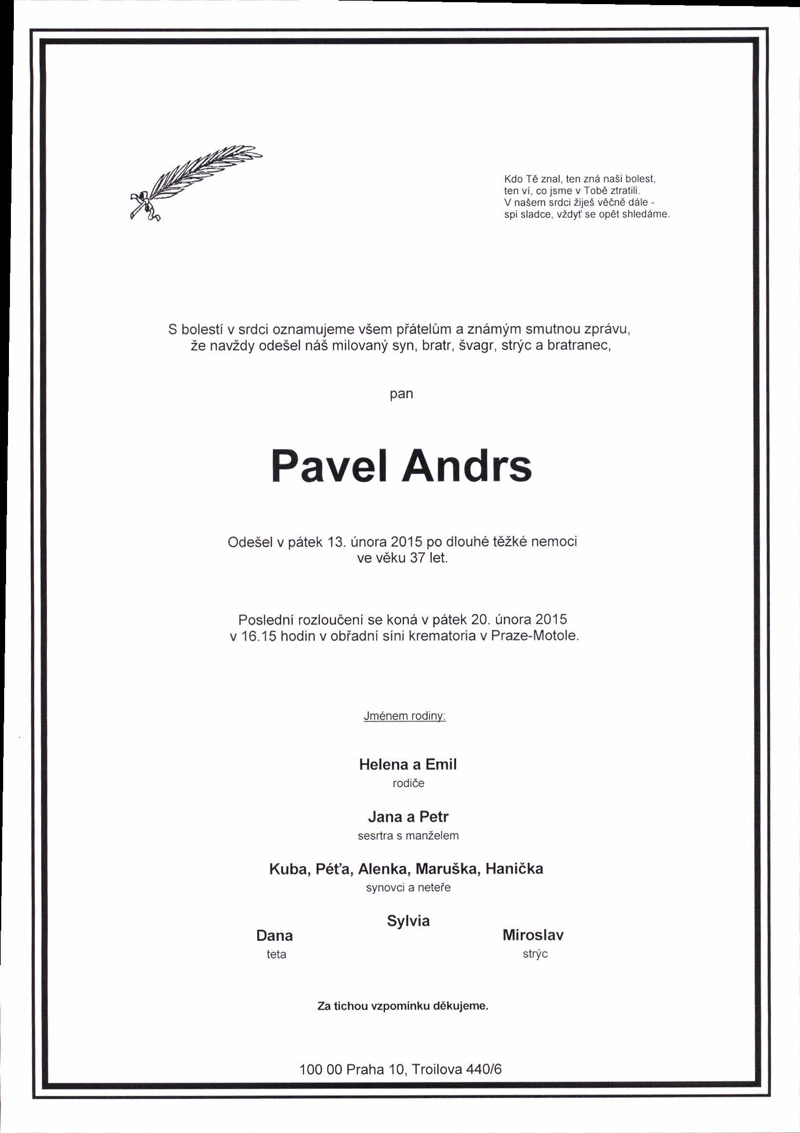 Kdo Tě znal, ten zná naši bolest,
ten ví, co jsme v Tobě ztratili.
V našem srdci žiješ věčně dále -
spi sladce, vždyť se opět shledáme.
S bolestí v srdci oznamujeme všem přátelům a známým smutnou zprávu,
že navždy odešel náš milovaný syn, bratr, švagr, strýc a bratranec,
pan
Pavel Andrs
Odešel v pátek 13. února 2015 po dlouhé těžké nemoci
ve věku 37 let.
Poslední rozloučení se koná v pátek 20. února 2015
v 16.15 hodin v obřadní síni krematoria v Praze-Motole.
Jménem rodiny:
Helena a Emil
rodiče
Jana a Petr
sesrtra s manželem
Kuba, Péťa, Alenka, Maruška, Hanička
synovci a neteře
Sylvia
Dana
teta
Miroslav
strýc
Za tichou vzpomínku děkujeme.
100 00 Praha 10, Troilova 440/6